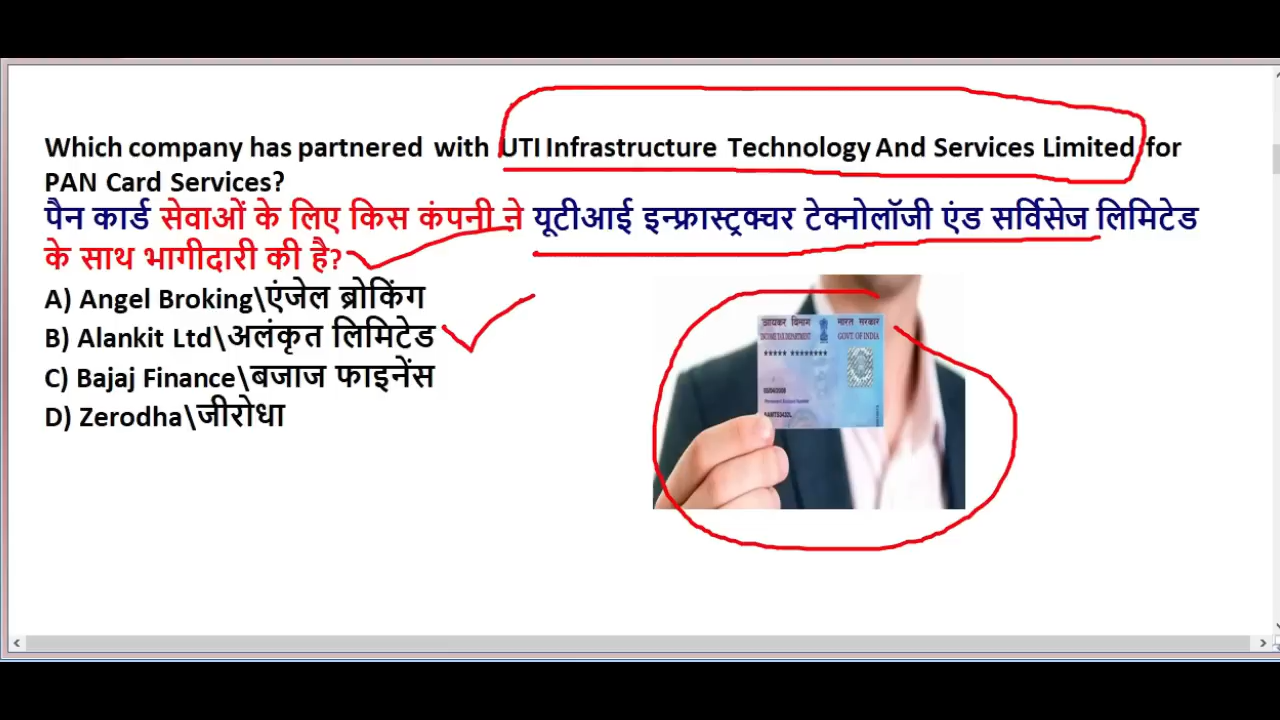 Which company has partnered with UTI Infrastructure Technology And Services Limited for
PAN Card Services?
पैन कार्ड सेवाओं के लिए किस कंपनी ने यूटीआई इन्फ्रास्ट्रक्चर टेक्नोलॉजी एंड सर्विसेज लिमिटेड
के साथ भागीदारी की है?
A) Angel Broking\एंजेल ब्रोकिंग
B) Alankit Ltd\अलंकृत लिमिटेड
C) Bajaj Finance\बजाज फाइनेंस
D) Zerodha\जीरोधा
आयकर विभाग भारत सरकार
INCOME TAX DEPARTMENT GOVT. OF INDIA
***** ********